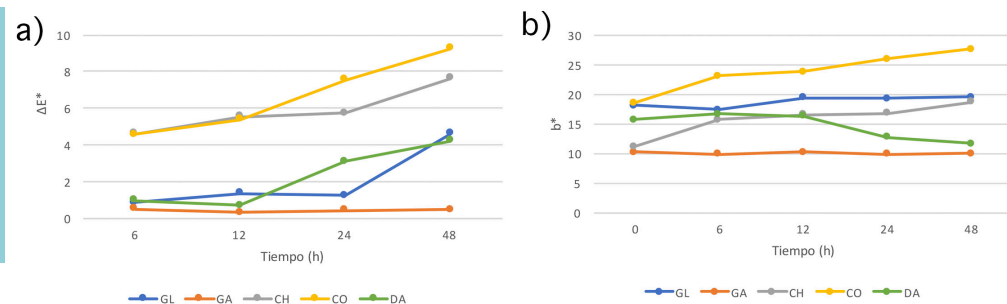 a)
10
8
6
4
2
0
ΔE*
6 12 24 48
Tiempo (h)
GL GA CH CO DA
b)
30
25
20
15
10
5
0
b*
0 6 12 24 48
Tiempo (h)
GL GA CH CO DA